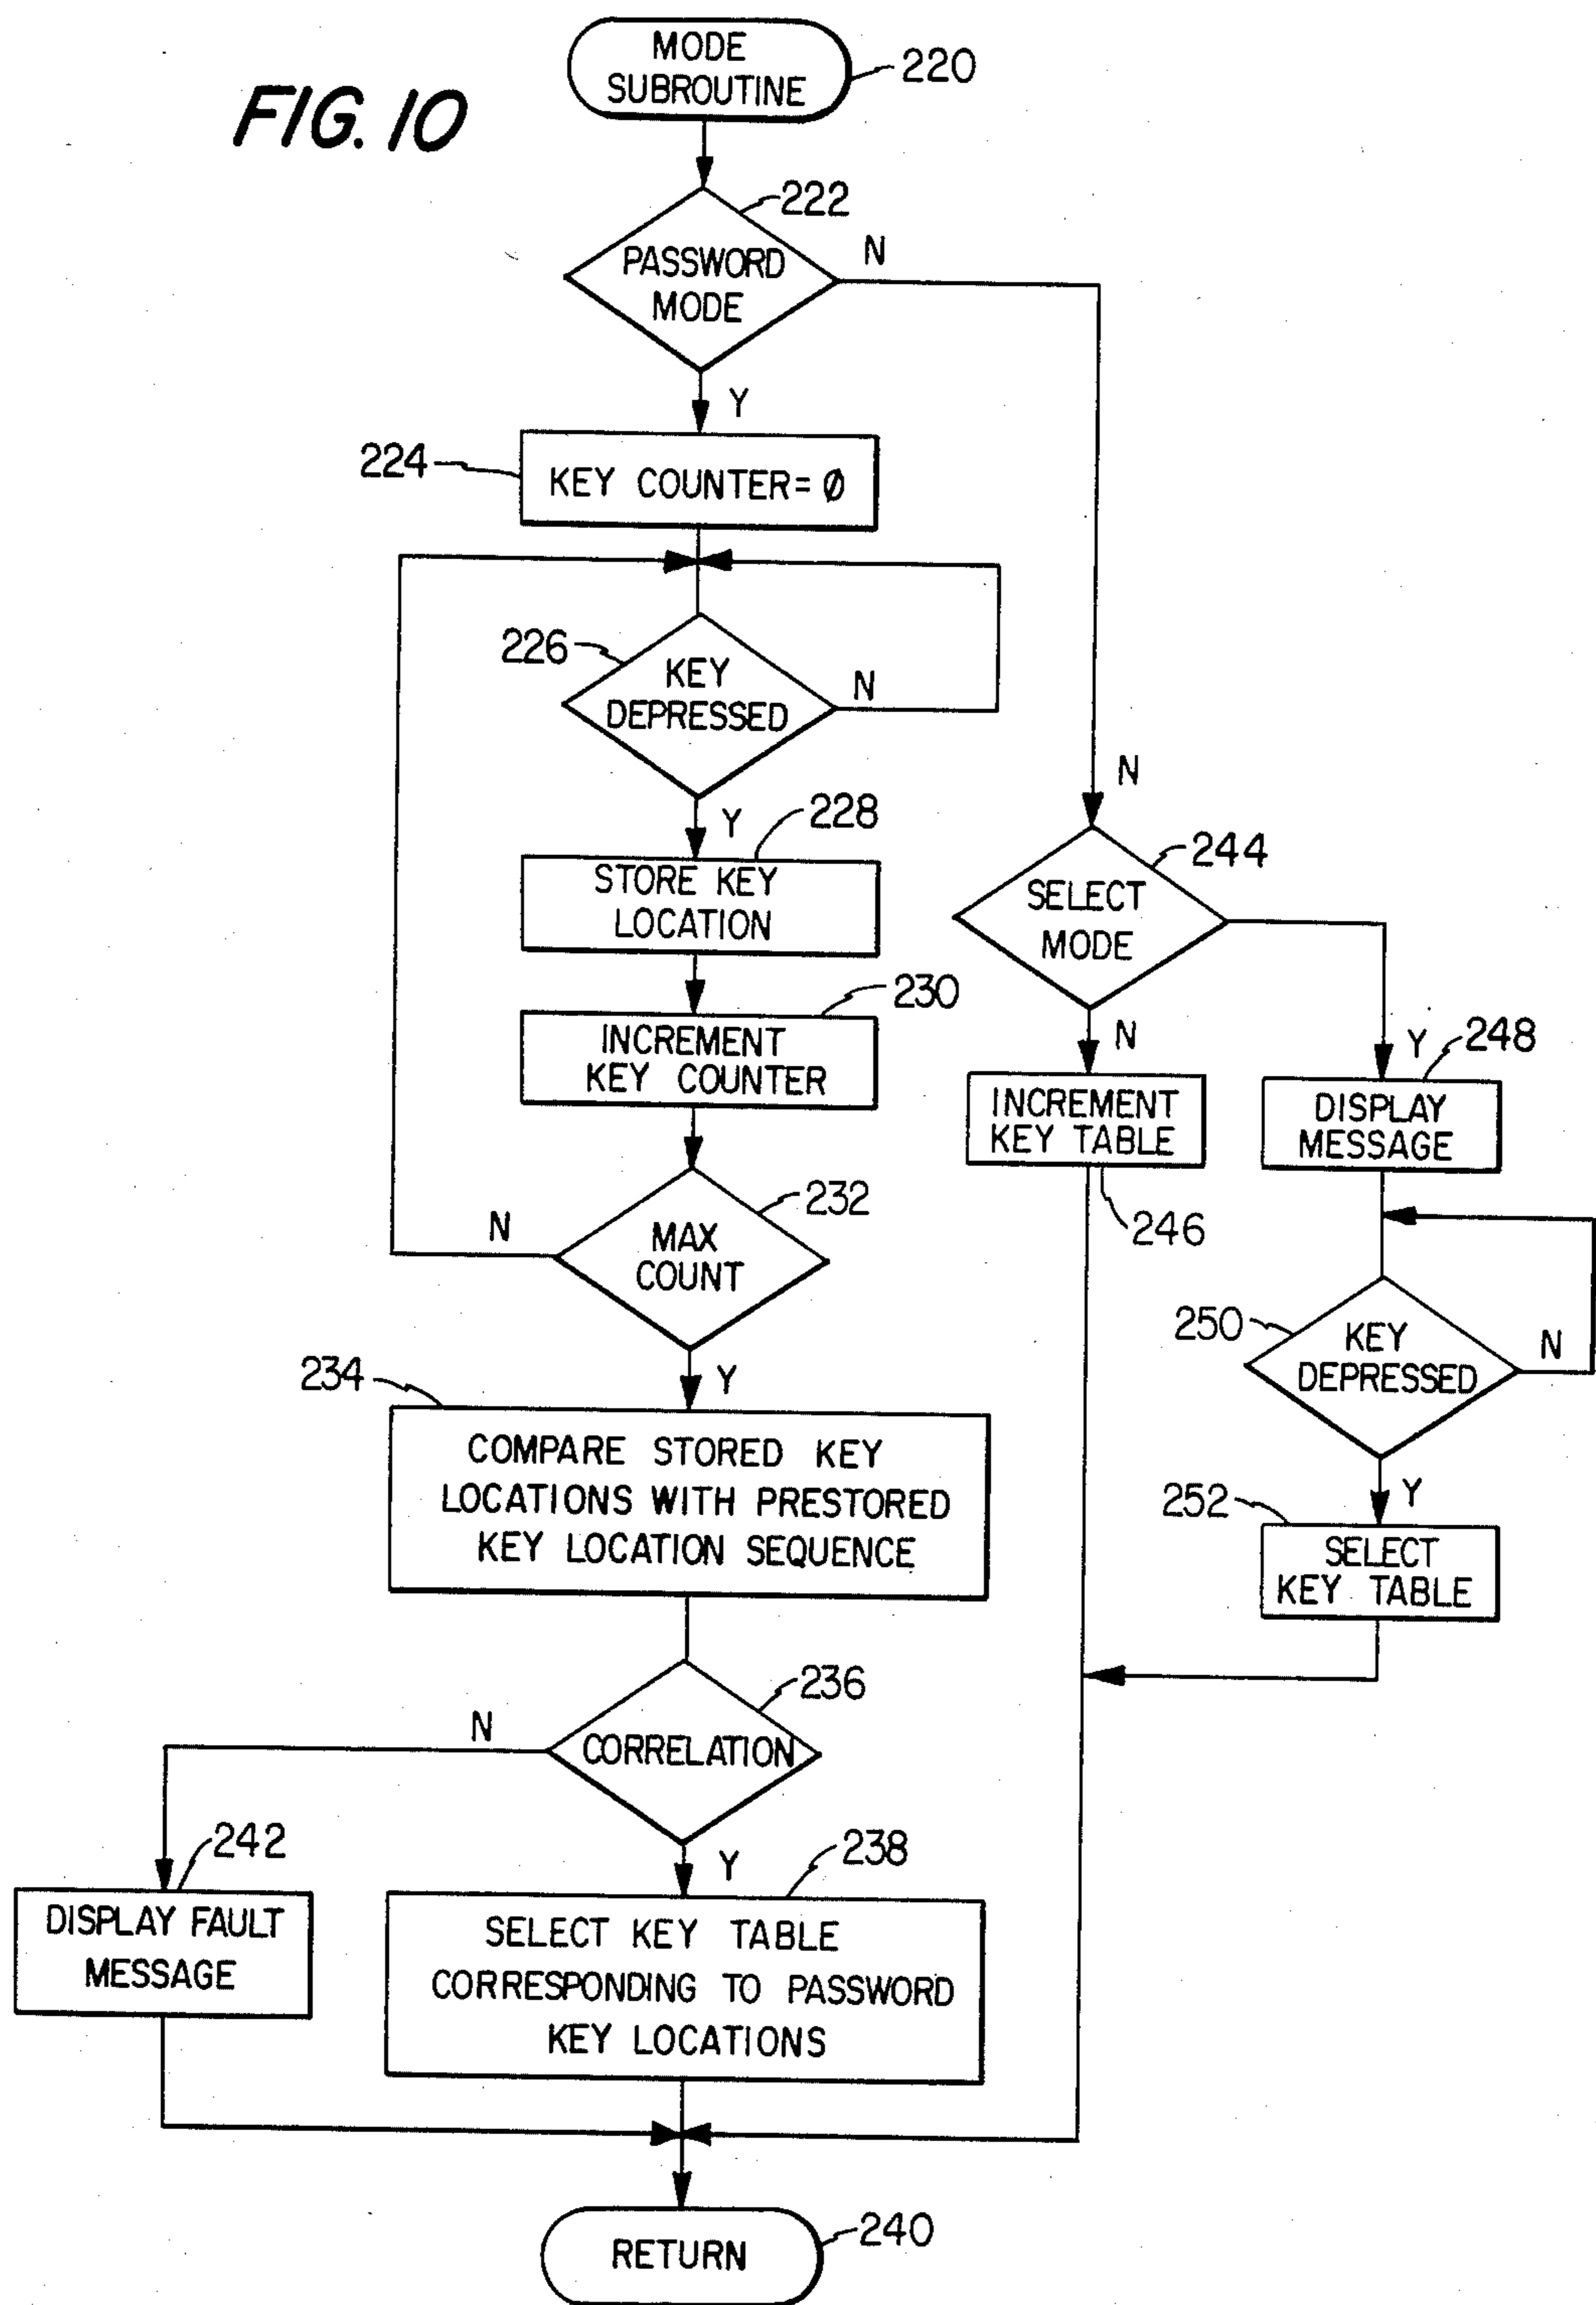 FIG. 10
MODE
SUBROUTINE
220
222
PASSWORD
MODE
N
Y
224
KEY COUNTER = Ø
226
KEY
DEPRESSED
N
Y
228
STORE KEY
LOCATION
230
INCREMENT
KEY COUNTER
232
MAX
COUNT
N
Y
234
COMPARE STORED KEY
LOCATIONS WITH PRESTORED
KEY LOCATION SEQUENCE
236
CORRELATION
N
Y
242
DISPLAY FAULT
MESSAGE
238
SELECT KEY TABLE
CORRESPONDING TO PASSWORD
KEY LOCATIONS
N
244
SELECT
MODE
N
Y
INCREMENT
KEY TABLE
246
248
DISPLAY
MESSAGE
250
KEY
DEPRESSED
N
Y
252
SELECT
KEY TABLE
RETURN
240